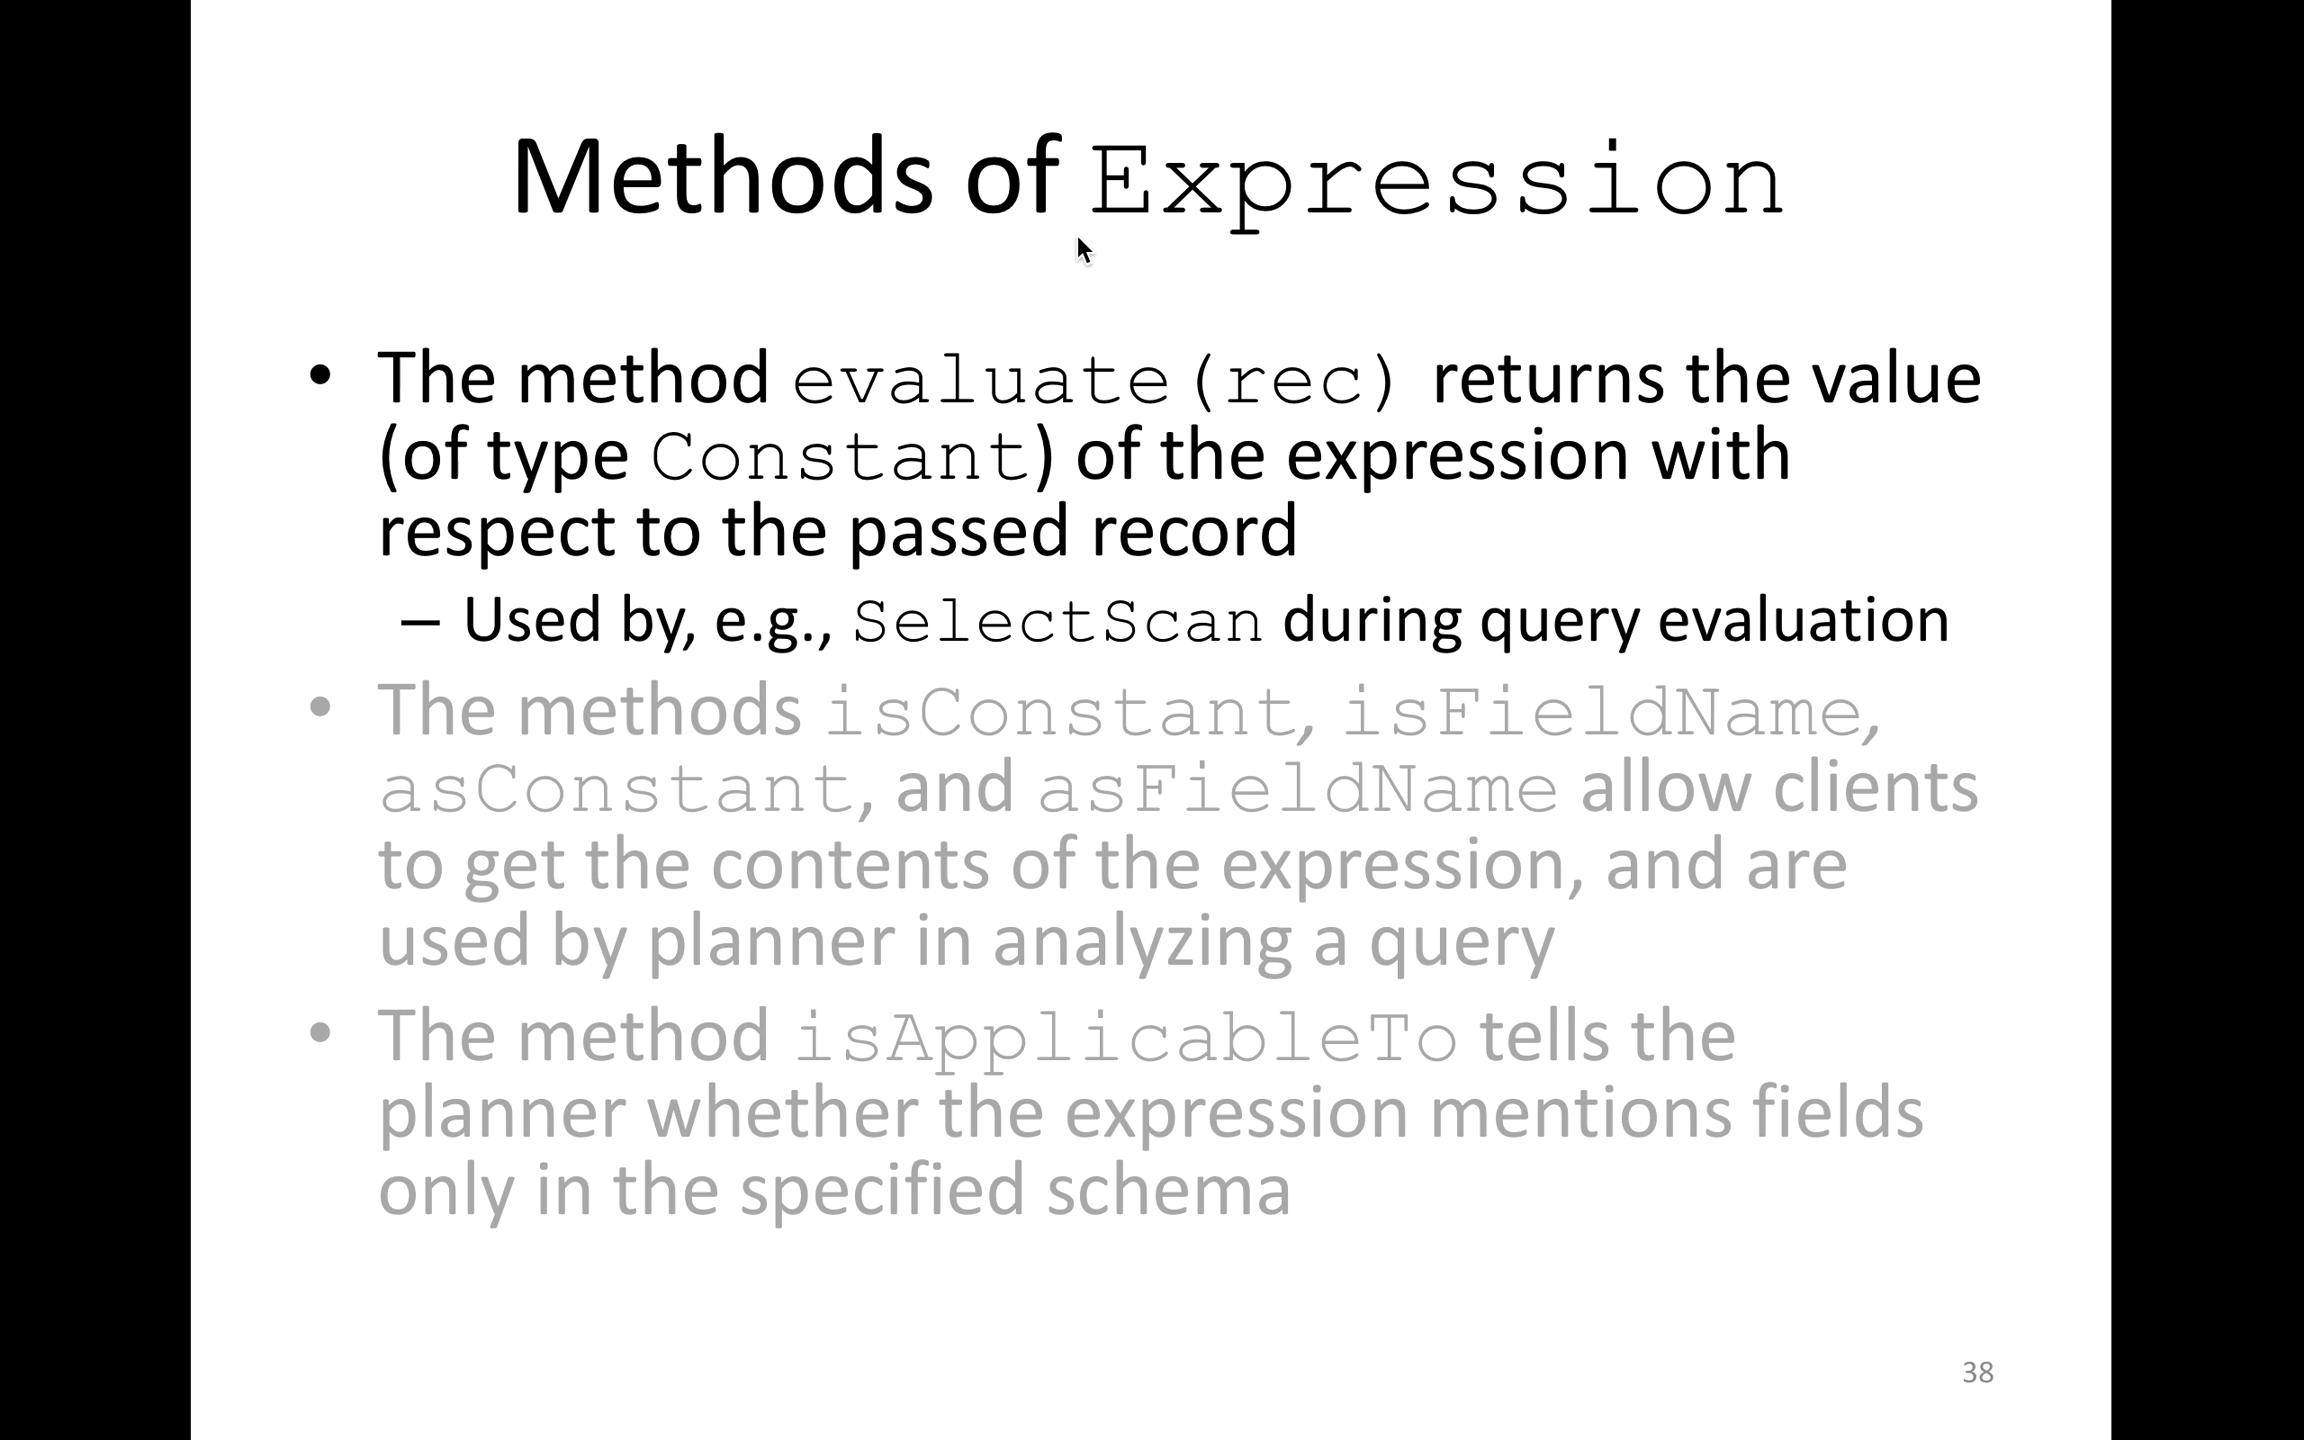 Methods of Expression
• The method evaluate(rec) returns the value
(of type Constant) of the expression with
respect to the passed record
– Used by, e.g., SelectScan during query evaluation
• The methods isConstant, isFieldName,
asConstant, and asFieldName allow clients
to get the contents of the expression, and are
used by planner in analyzing a query
• The method isApplicableTo tells the
planner whether the expression mentions fields
only in the specified schema
38